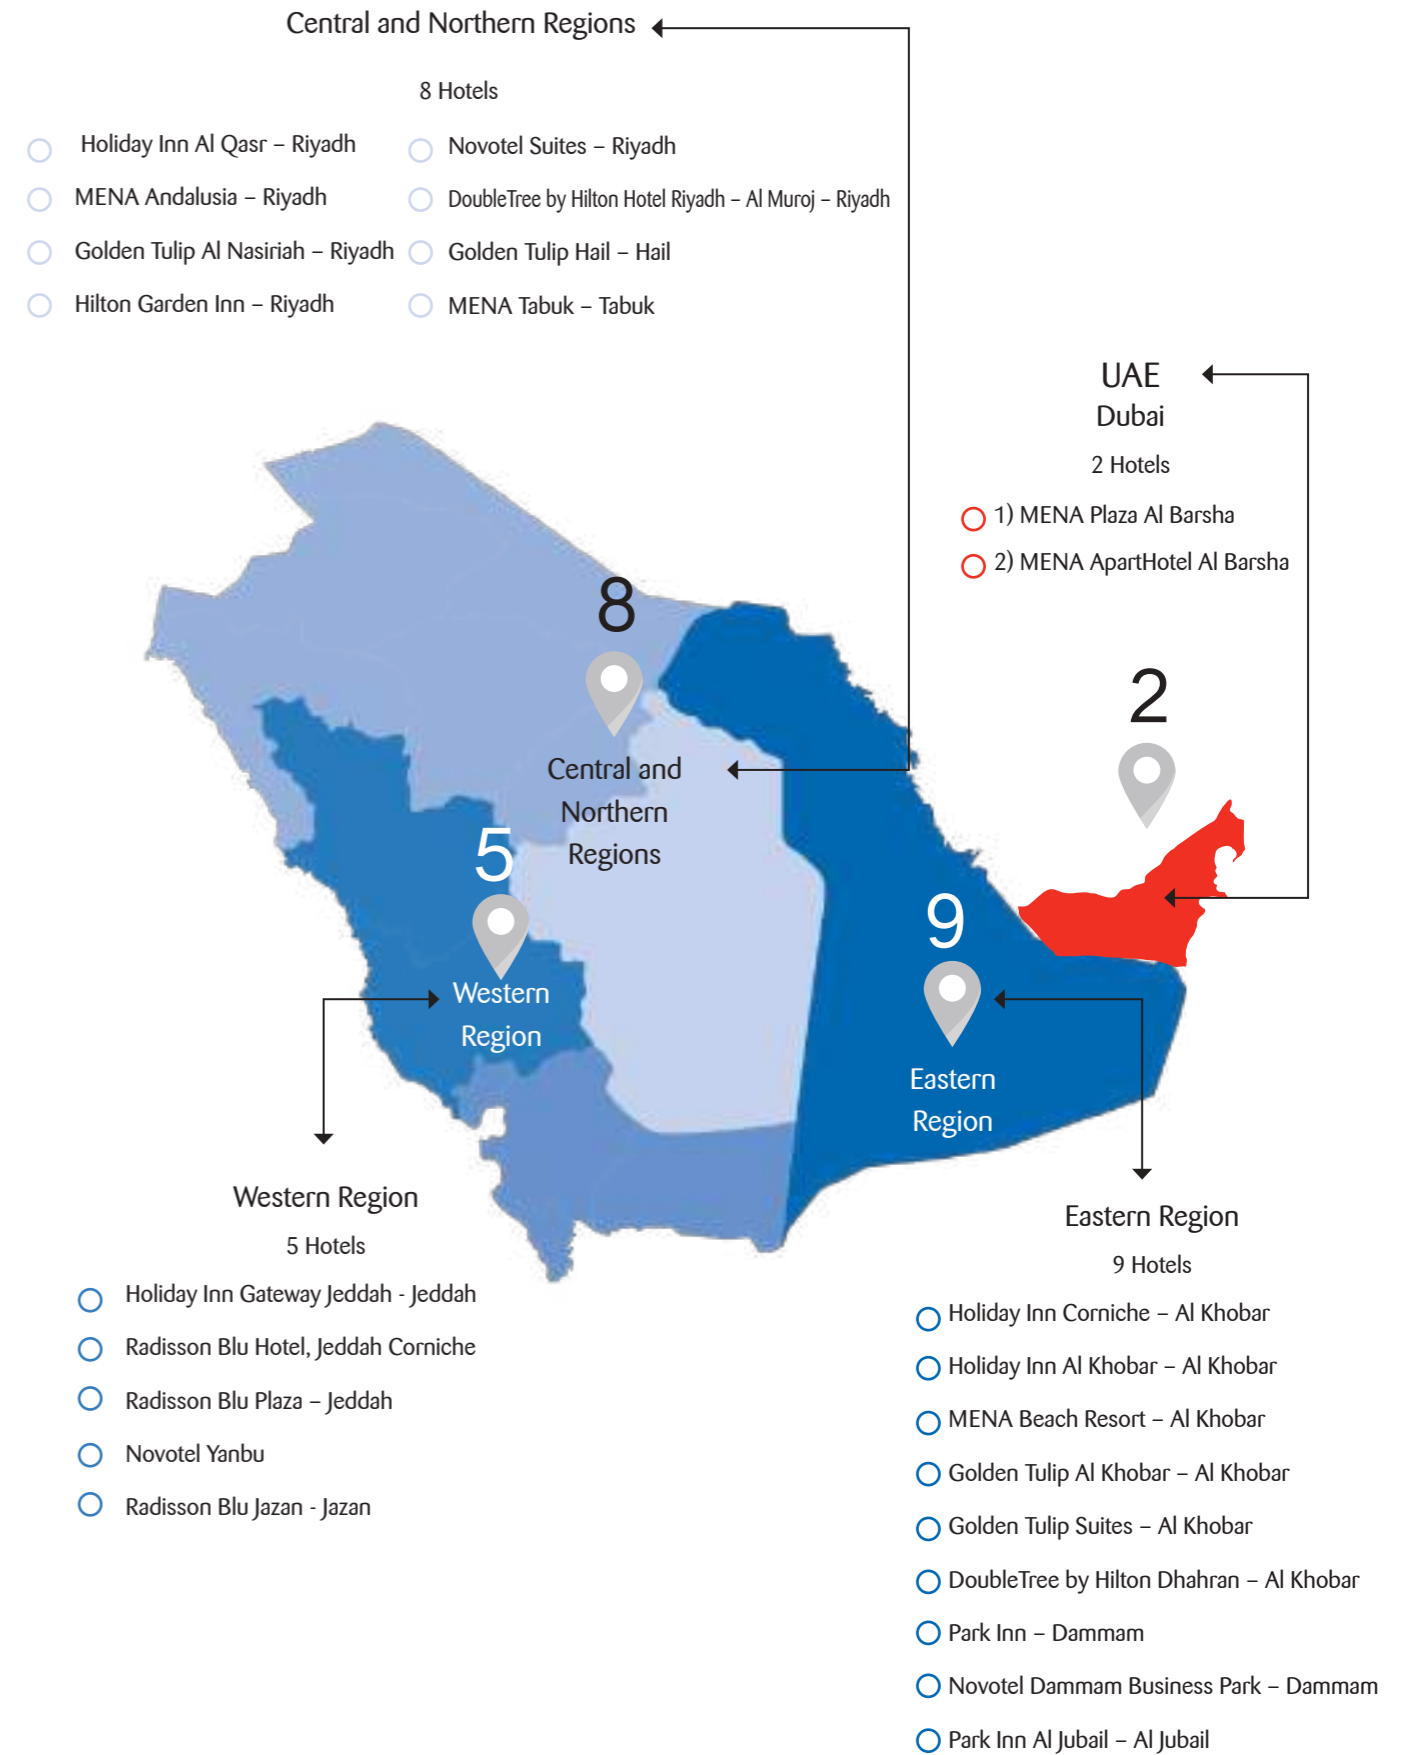 Central and Northern Regions
8 Hotels
Holiday Inn Al Qasr – Riyadh
MENA Andalusia – Riyadh
Golden Tulip Al Nasiriah – Riyadh
Hilton Garden Inn – Riyadh
Novotel Suites – Riyadh
DoubleTree by Hilton Hotel Riyadh – Al Muroj – Riyadh
Golden Tulip Hail – Hail
MENA Tabuk – Tabuk
UAE
Dubai
2 Hotels
1) MENA Plaza Al Barsha
2) MENA ApartHotel Al Barsha
8
Central and
Northern
Regions
2
5
Western
Region
9
Eastern
Region
Western Region
5 Hotels
Holiday Inn Gateway Jeddah - Jeddah
Radisson Blu Hotel, Jeddah Corniche
Radisson Blu Plaza – Jeddah
Novotel Yanbu
Radisson Blu Jazan - Jazan
Eastern Region
9 Hotels
Holiday Inn Corniche – Al Khobar
Holiday Inn Al Khobar – Al Khobar
MENA Beach Resort – Al Khobar
Golden Tulip Al Khobar – Al Khobar
Golden Tulip Suites – Al Khobar
DoubleTree by Hilton Dhahran – Al Khobar
Park Inn – Dammam
Novotel Dammam Business Park – Dammam
Park Inn Al Jubail – Al Jubail